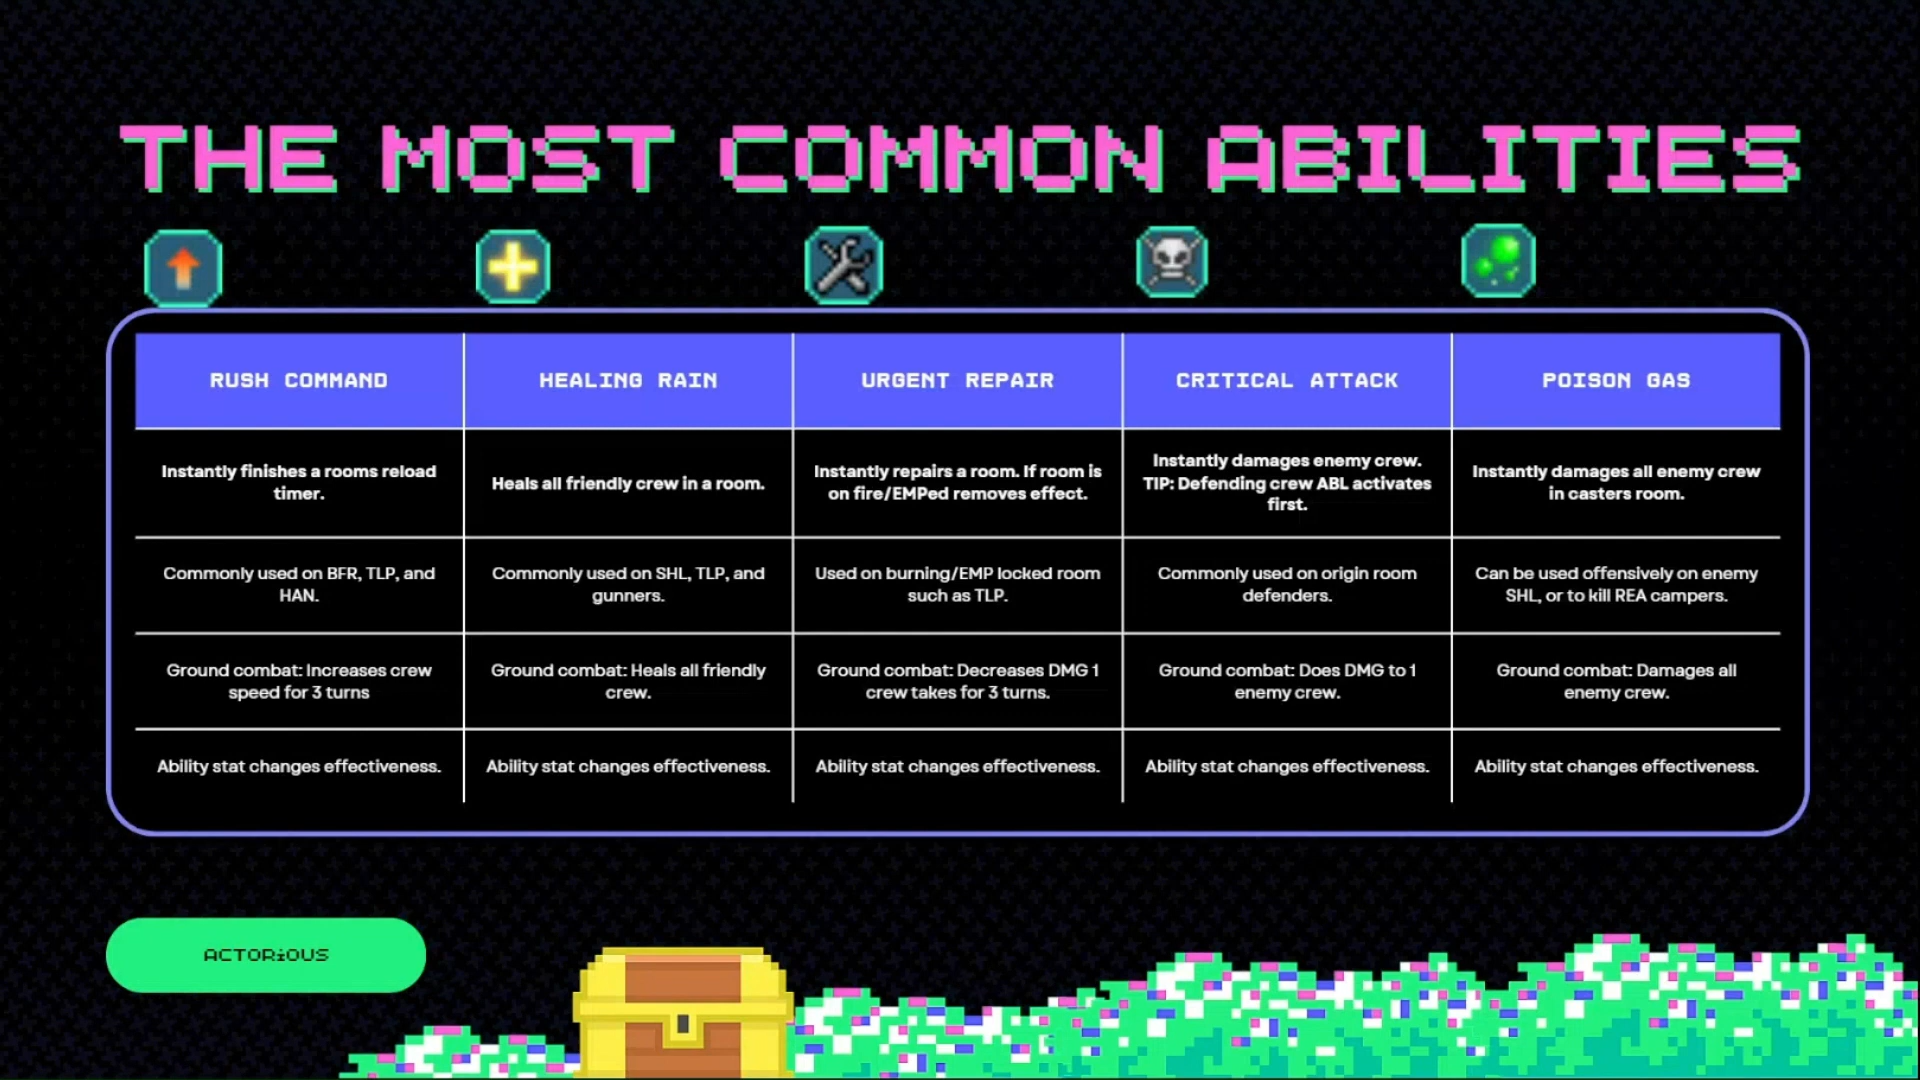 THE MOST COMMON ABILITIES
RUSH COMMAND
HEALING RAIN
URGENT REPAIR
CRITICAL ATTACK
POISON GAS
Instantly finishes a rooms reload
timer.
Heals all friendly crew in a room.
Instantly repairs a room. If room is
on fire/EMPed removes effect.
Instantly damages enemy crew.
TIP: Defending crew ABL activates
first.
Instantly damages all enemy crew
in casters room.
Commonly used on BFR, TLP, and
HAN.
Commonly used on SHL, TLP, and
gunners.
Used on burning/EMP locked room
such as TLP.
Commonly used on origin room
defenders.
Can be used offensively on enemy
SHL, or to kill REA campers.
Ground combat: Increases crew
speed for 3 turns
Ground combat: Heals all friendly
crew.
Ground combat: Decreases DMG 1
crew takes for 3 turns.
Ground combat: Does DMG to 1
enemy crew.
Ground combat: Damages all
enemy crew.
Ability stat changes effectiveness.
Ability stat changes effectiveness.
Ability stat changes effectiveness.
Ability stat changes effectiveness.
Ability stat changes effectiveness.
ACTORiOUS